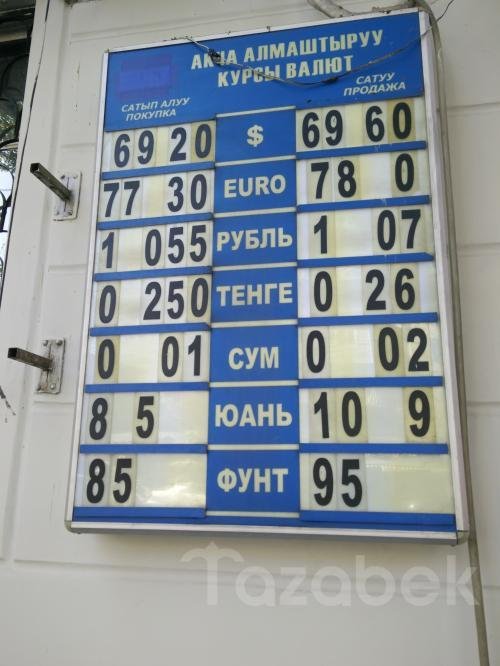 АКЧА АЛМАШТЫРУУ
КУРСЫ ВАЛЮТ
САТЫП АЛУУ
ПОКУПКА
САТУУ
ПРОДАЖА
69 20 $ 69 60
77 30 EURO 78 0
1 055 РУБЛЬ 1 07
0 250 ТЕНГЕ 0 26
0 01 СУМ 0 02
8 5 ЮАНЬ 10 9
85 ФУНТ 95
Tazabek